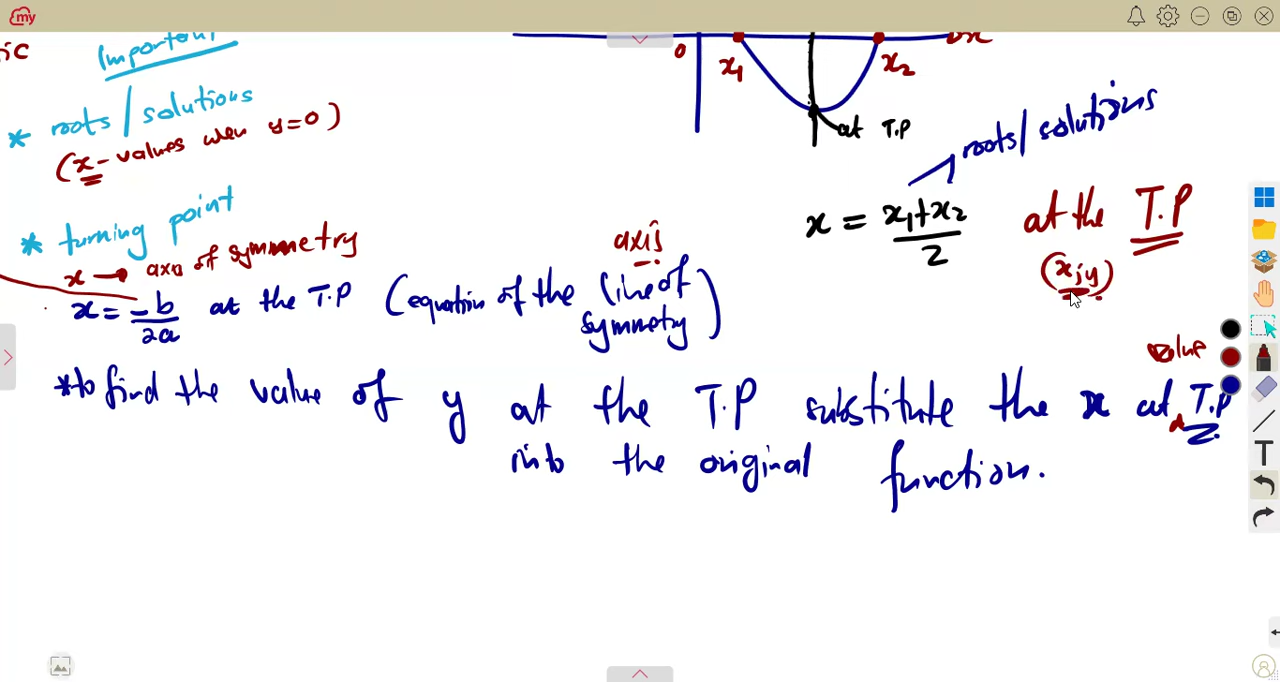 my
ic
Important
* roots/solutions
(x-values when y=0)
0
x1
x2
x
at T.P
roots/solutions
x = x1+x2 / 2
at the T.P
(x;y)
* turning point
x → axis of symmetry
x = -b/2a at the T.P (equation of the line of symmetry)
axis
value
*to find the value of y at the T.P substitute the x at T.P
into the original function.
T